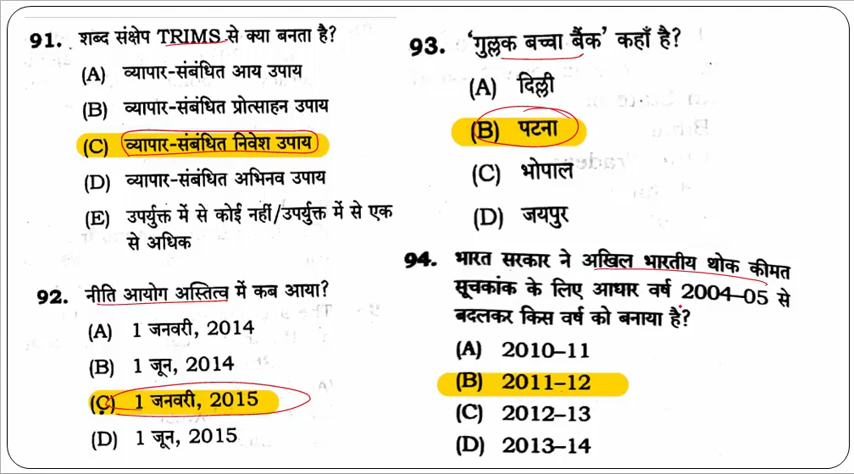 91. शब्द संक्षेप TRIMS से क्या बनता है?
(A) व्यापार-संबंधित आय उपाय
(B) व्यापार-संबंधित प्रोत्साहन उपाय
(C) व्यापार-संबंधित निवेश उपाय
(D) व्यापार-संबंधित अभिनव उपाय
(E) उपर्युक्त में से कोई नहीं/उपर्युक्त में से एक
से अधिक
92. नीति आयोग अस्तित्व में कब आया?
(A) 1 जनवरी, 2014
(B) 1 जून, 2014
(C) 1 जनवरी, 2015
(D) 1 जून, 2015
93. ‘गुल्लक बच्चा बैंक’ कहाँ है?
(A) दिल्ली
(B) पटना
(C) भोपाल
(D) जयपुर
94. भारत सरकार ने अखिल भारतीय थोक कीमत
सूचकांक के लिए आधार वर्ष 2004–05 से
बदलकर किस वर्ष को बनाया है?
(A) 2010–11
(B) 2011–12
(C) 2012–13
(D) 2013–14